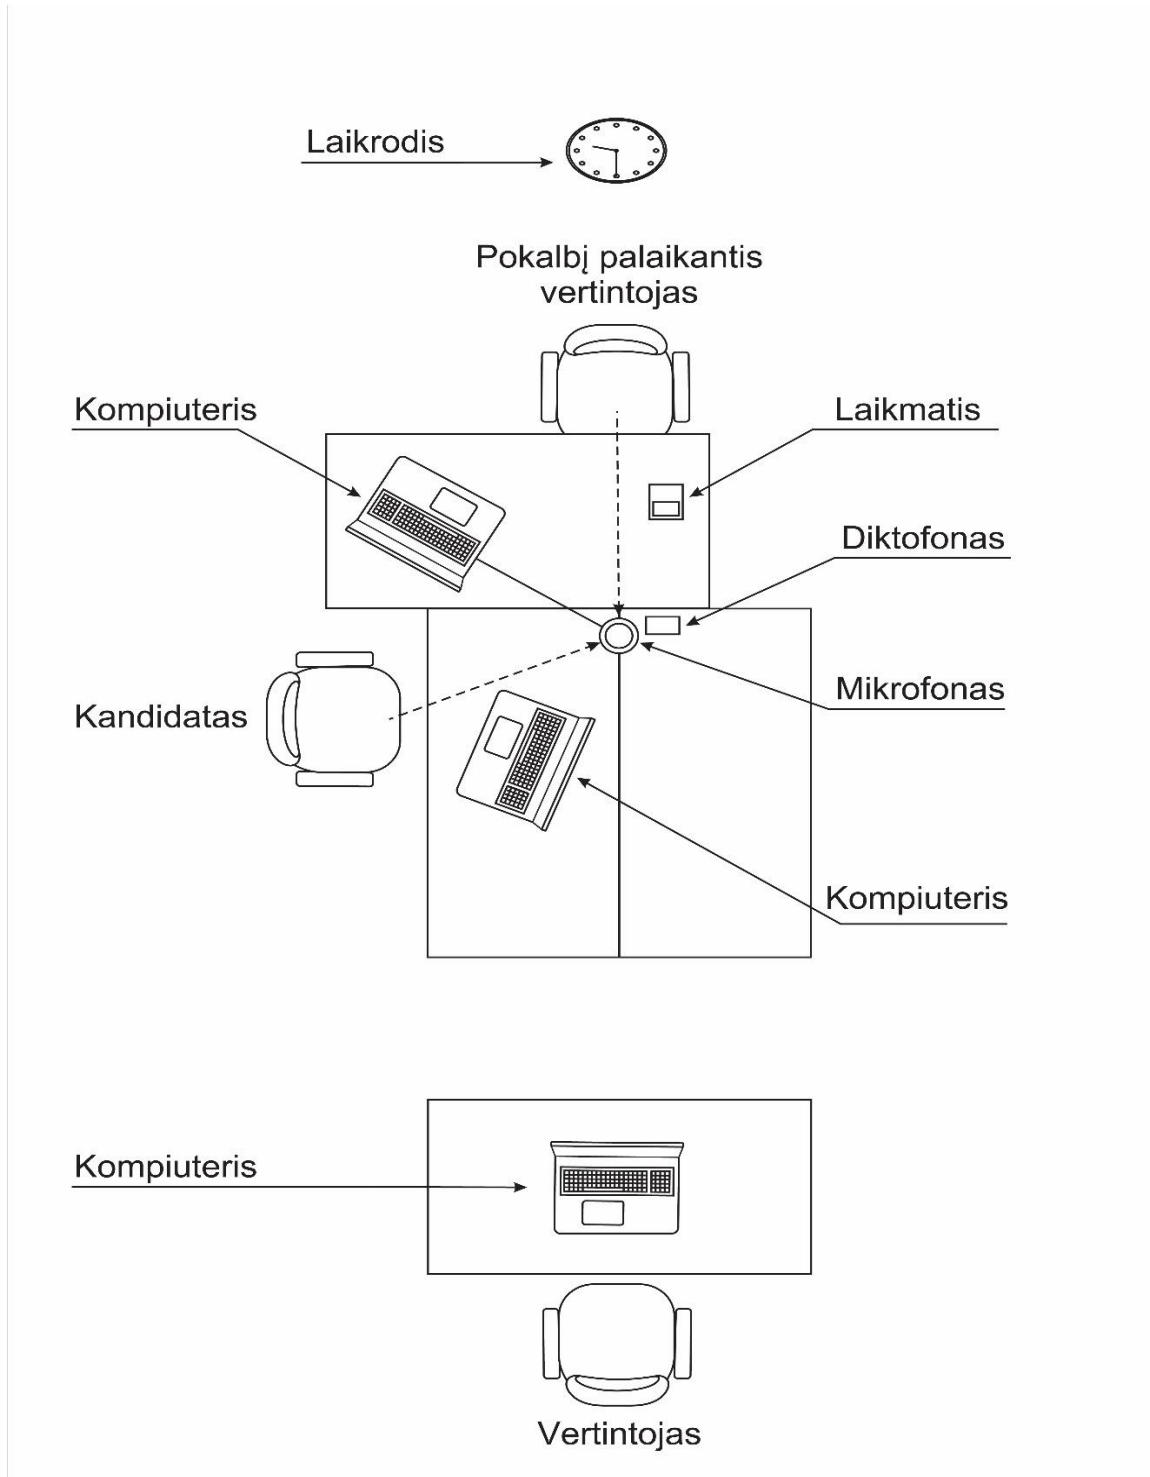 Laikrodis
Pokalbį palaikantis
vertintojas
Kompiuteris
Laikmatis
Diktofonas
Mikrofonas
Kandidatas
Kompiuteris
Kompiuteris
Vertintojas